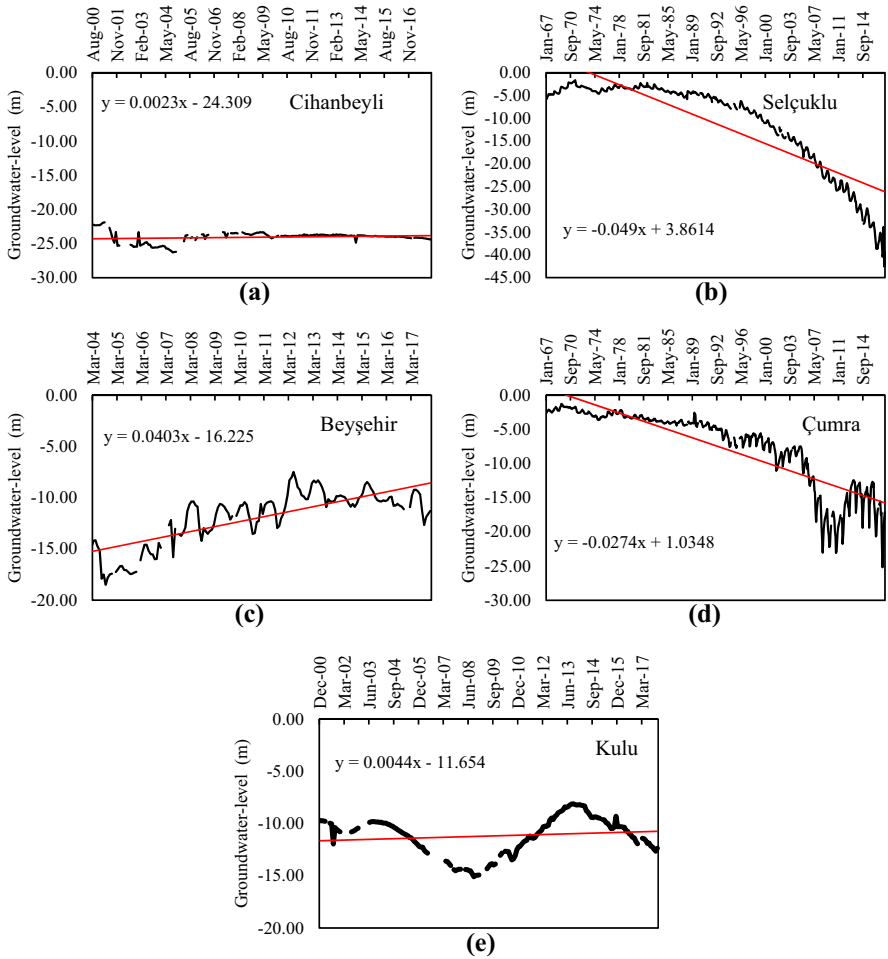 Aug-00 Nov-01 Feb-03 May-04 Aug-05 Nov-06 Feb-08 May-09 Aug-10 Nov-11 Feb-13 May-14 Aug-15 Nov-16
Groundwater-level (m)
0.00
-5.00
-10.00
-15.00
-20.00
-25.00
-30.00
y = 0.0023x - 24.309
Cihanbeyli
(a)
Jan-67 Sep-70 May-74 Jan-78 Sep-81 May-85 Jan-89 Sep-92 May-96 Jan-00 Sep-03 May-07 Jan-11 Sep-14
Groundwater-level (m)
0.00
-5.00
-10.00
-15.00
-20.00
-25.00
-30.00
-35.00
-40.00
-45.00
Selçuklu
y = -0.049x + 3.8614
(b)
Mar-04 Mar-05 Mar-06 Mar-07 Mar-08 Mar-09 Mar-10 Mar-11 Mar-12 Mar-13 Mar-14 Mar-15 Mar-16 Mar-17
Groundwater-level (m)
0.00
-5.00
-10.00
-15.00
-20.00
y = 0.0403x - 16.225
Beyşehir
(c)
Jan-67 Sep-70 May-74 Jan-78 Sep-81 May-85 Jan-89 Sep-92 May-96 Jan-00 Sep-03 May-07 Jan-11 Sep-14
Groundwater-level (m)
0.00
-5.00
-10.00
-15.00
-20.00
-25.00
-30.00
Çumra
y = -0.0274x + 1.0348
(d)
Dec-00 Mar-02 Jun-03 Sep-04 Dec-05 Mar-07 Jun-08 Sep-09 Dec-10 Mar-12 Jun-13 Sep-14 Dec-15 Mar-17
Groundwater-level (m)
0.00
-5.00
-10.00
-15.00
-20.00
y = 0.0044x - 11.654
Kulu
(e)